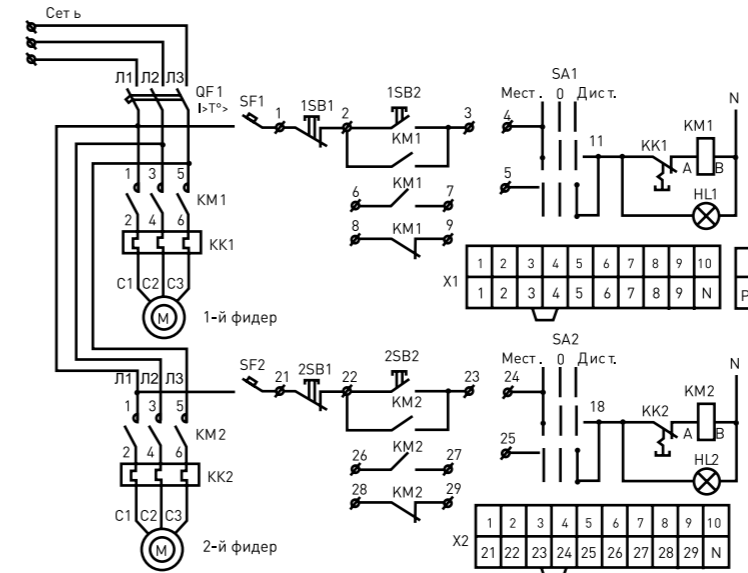 Сеть
Л1 Л2 Л3
QF1
I>T°>
SF1 1 1SB1 2 1SB2 3
KM1
SA1
Мест. 0 Дист.
4 11
KK1 KM1 N
A B
5
HL1
1 3 5
KM1
2 4 6
KK1
C1 C2 C3
M
1-й фидер
6 KM1 7
8 KM1 9
X1
1 2 3 4 5 6 7 8 9 10
1 2 3 4 5 6 7 8 9 N
P
Л1 Л2 Л3
SF2 21 2SB1 22 2SB2 23
KM2
SA2
Мест. 0 Дист.
24 18
KK2 KM2 N
A B
25
HL2
1 3 5
KM2
2 4 6
KK2
C1 C2 C3
M
2-й фидер
26 KM2 27
28 KM2 29
X2
1 2 3 4 5 6 7 8 9 10
21 22 23 24 25 26 27 28 29 N